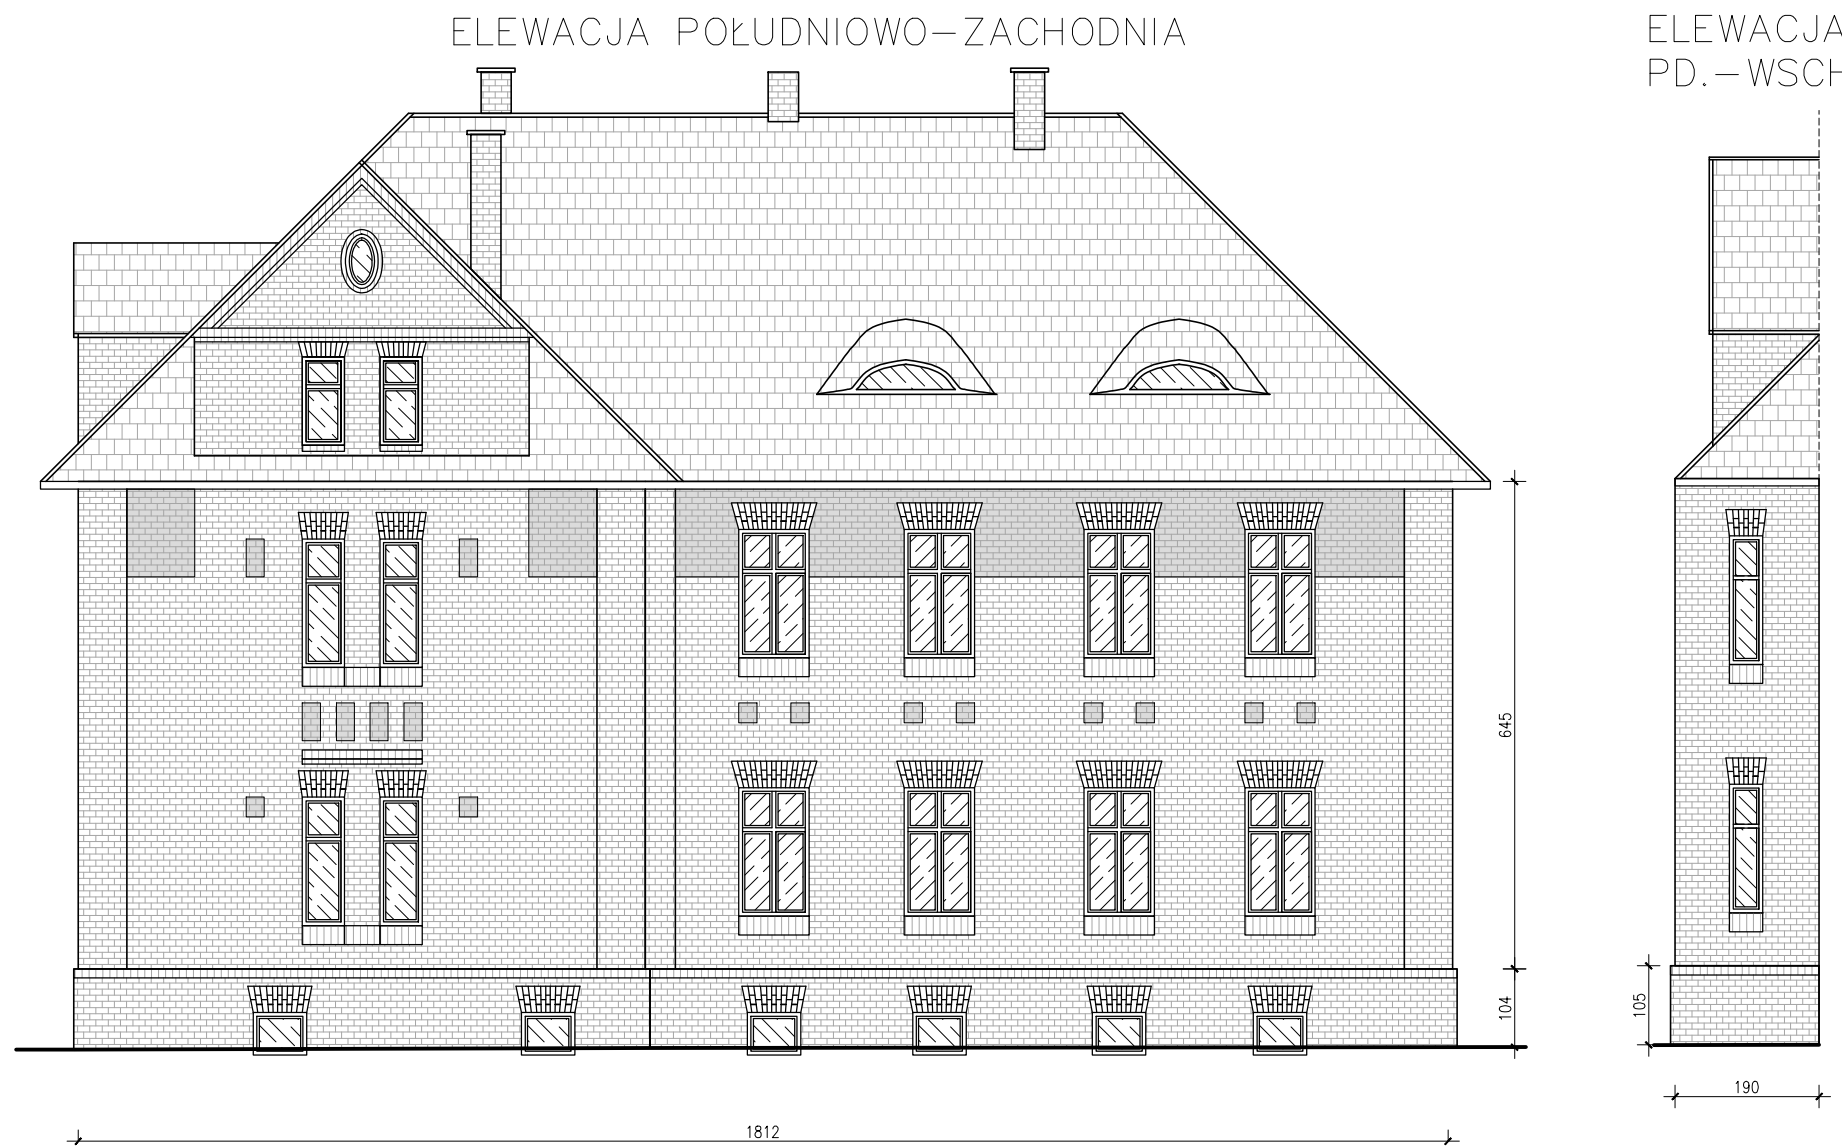 ELEWACJA POŁUDNIOWO-ZACHODNIA
ELEWACJA
PD.-WSCH
645
104
105
190
1812